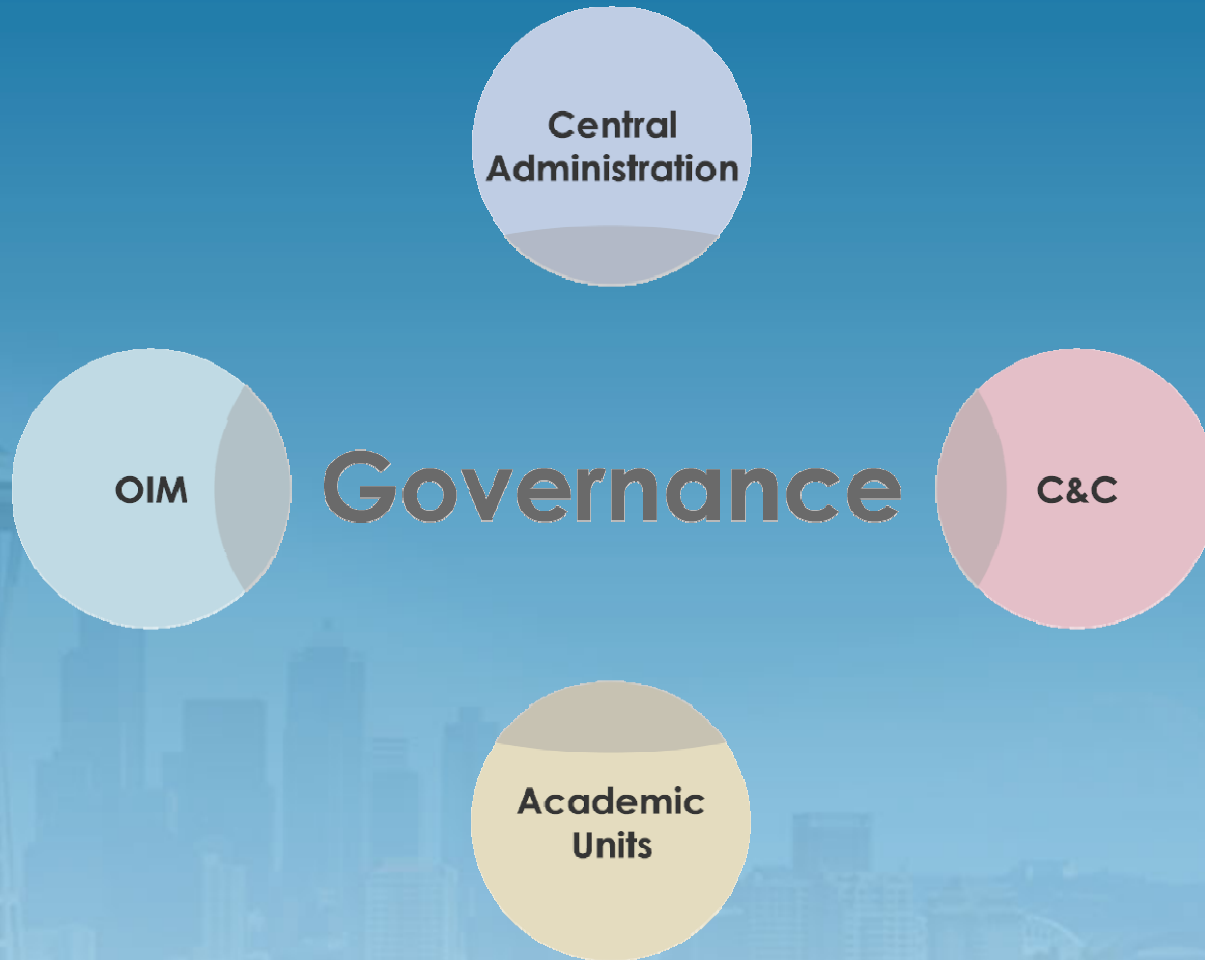 Central
Administration
OIM
Governance
C&C
Academic
Units